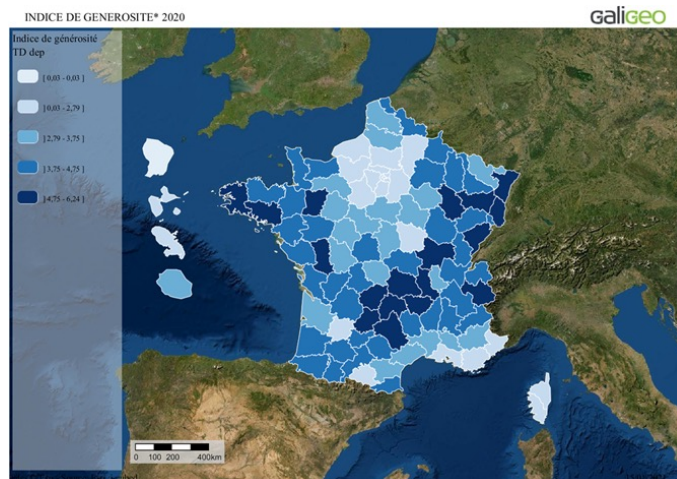 INDICE DE GENEROSITE* 2020
Galigeo
Indice de générosité
TD dep
[ 0,03 - 0,03 ]
] 0,03 - 2,79 ]
] 2,79 - 3,75 ]
] 3,75 - 4,75 ]
] 4,75 - 6,24 ]
0 100 200 400km